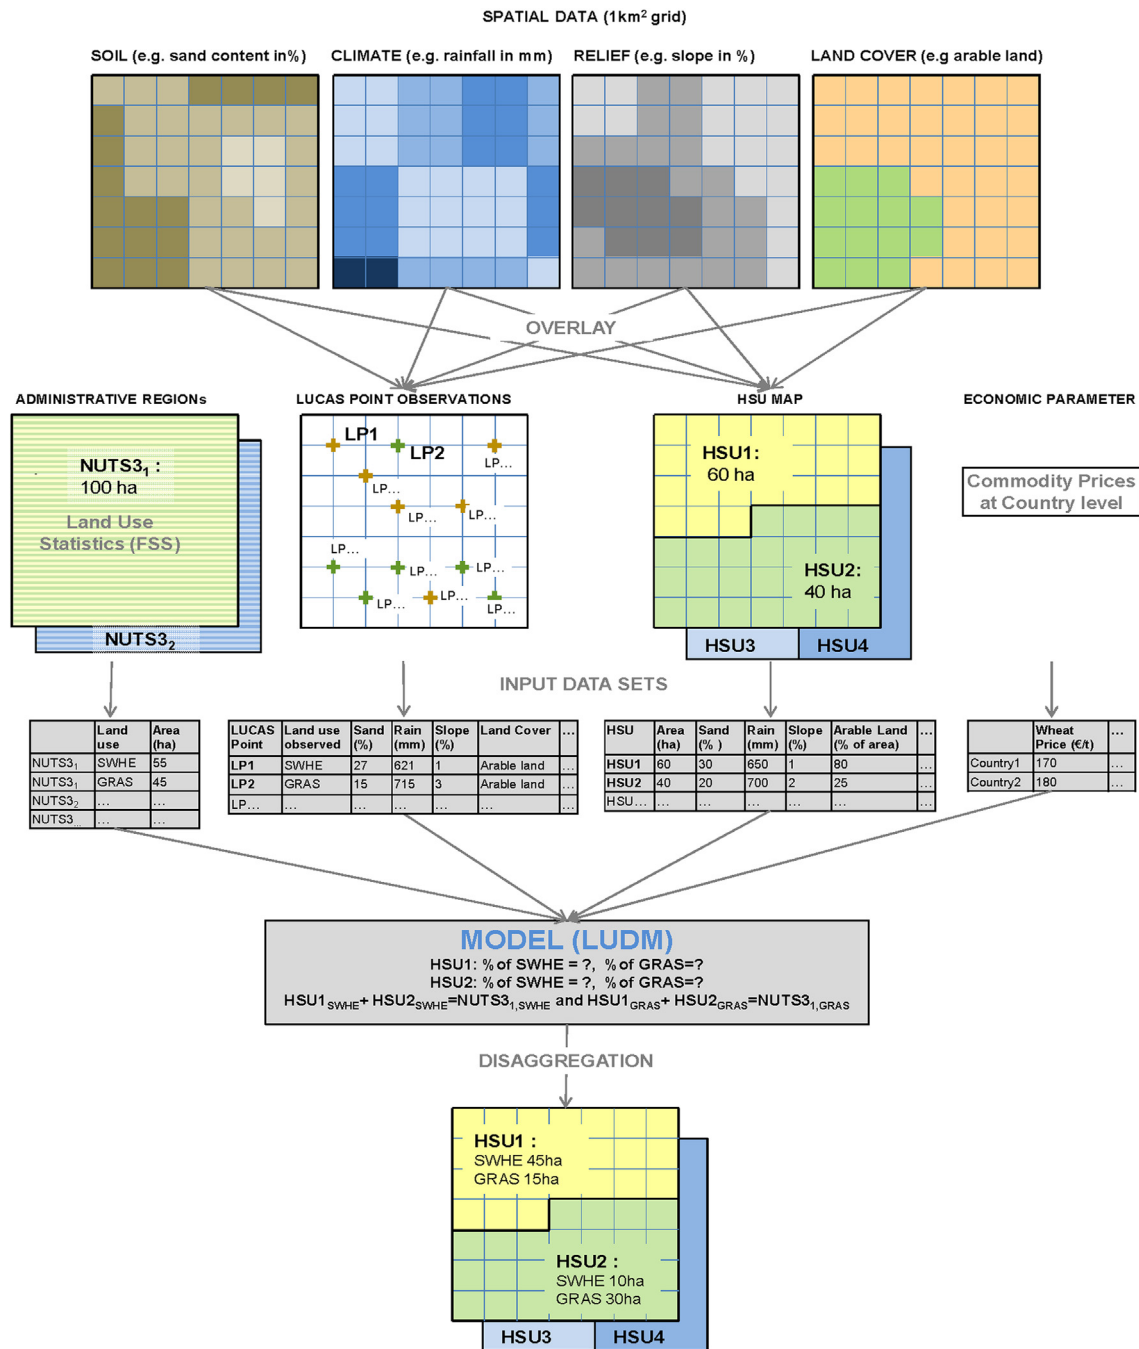 SPATIAL DATA (1km² grid)
SOIL (e.g. sand content in%)
CLIMATE (e.g. rainfall in mm)
RELIEF (e.g. slope in %)
LAND COVER (e.g arable land)
OVERLAY
ADMINISTRATIVE REGIONs
LUCAS POINT OBSERVATIONS
HSU MAP
ECONOMIC PARAMETER
NUTS3₁ :
100 ha
Land Use
Statistics (FSS)
NUTS3₂
LP1
LP2
LP...
LP...
LP...
LP...
LP...
LP...
LP...
LP...
LP...
LP...
HSU1:
60 ha
HSU2:
40 ha
HSU3
HSU4
Commodity Prices
at Country level
INPUT DATA SETS
Land use Area (ha)
NUTS3₁ SWHE 55
NUTS3₁ GRAS 45
NUTS3₂ ... ...
NUTS3... ... ...
LUCAS Point Land use observed Sand (%) Rain (mm) Slope (%) Land Cover ...
LP1 SWHE 27 621 1 Arable land ...
LP2 GRAS 15 715 3 Arable land ...
LP... ... ... ... ... ... ...
HSU Area (ha) Sand (% ) Rain (mm) Slope (%) Arable Land (% of area) ...
HSU1 60 30 650 1 80 ...
HSU2 40 20 700 2 25 ...
HSU... ... ... ... ... ... ...
Wheat Price (€/t) ...
Country1 170 ...
Country2 180 ...
MODEL (LUDM)
HSU1: % of SWHE = ?, % of GRAS=?
HSU2: % of SWHE = ?, % of GRAS=?
HSU1SWHE+ HSU2SWHE=NUTS3₁,SWHE and HSU1GRAS+ HSU2GRAS=NUTS3₁,GRAS
DISAGGREGATION
HSU1 :
SWHE 45ha
GRAS 15ha
HSU2 :
SWHE 10ha
GRAS 30ha
HSU3
HSU4